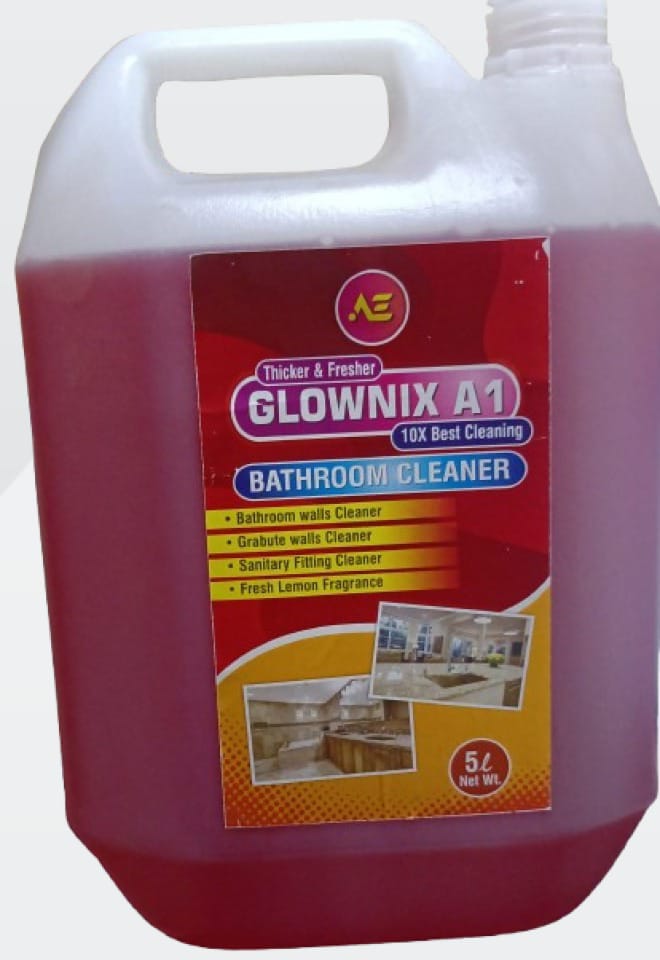 AE
Thicker & Fresher
GLOWNIX A1
10X Best Cleaning
BATHROOM CLEANER
• Bathroom walls Cleaner
• Grabute walls Cleaner
• Sanitary Fitting Cleaner
• Fresh Lemon Fragrance
5ℓ
Net Wt.